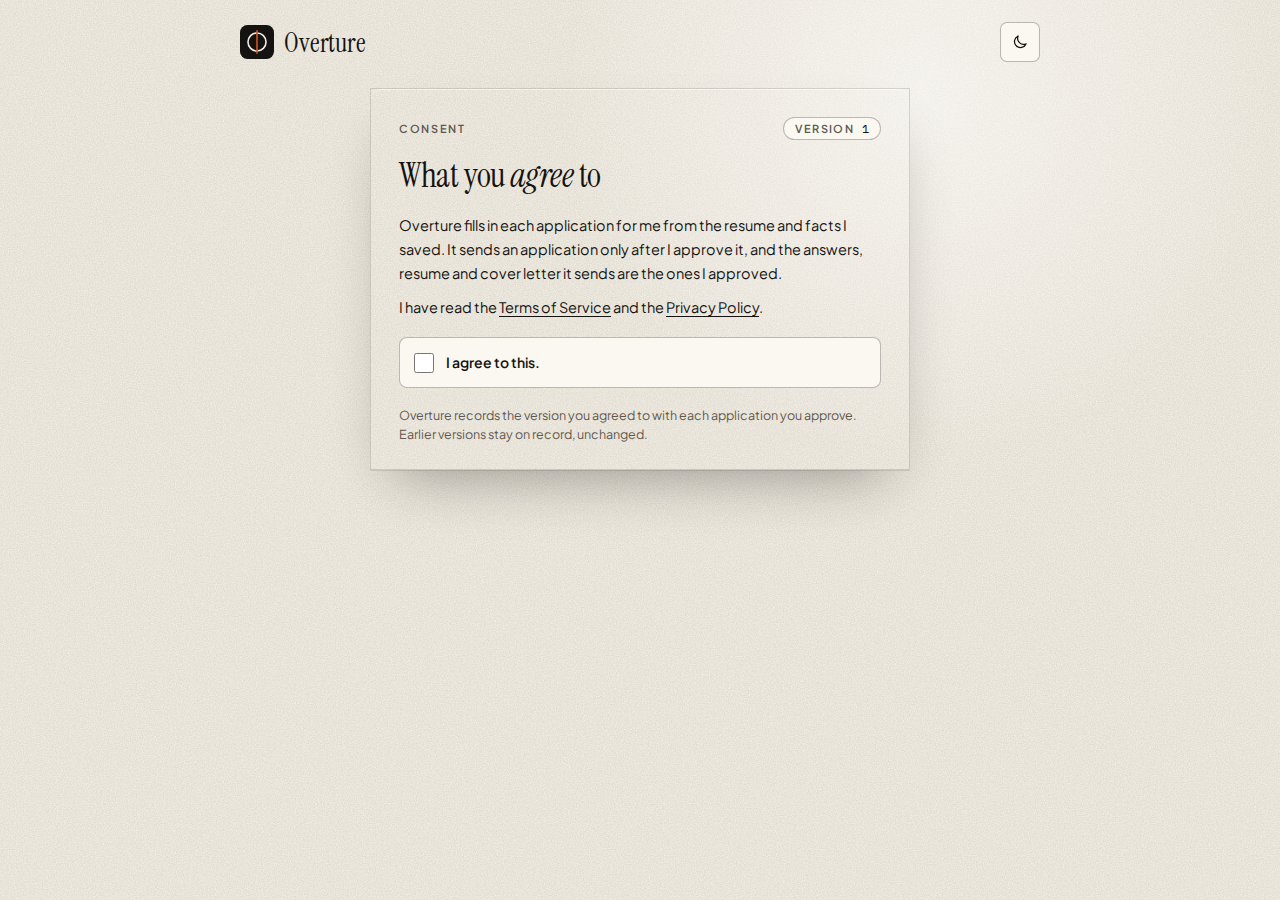 Overture
CONSENT
VERSION 1
What you agree to
Overture fills in each application for me from the resume and facts I
saved. It sends an application only after I approve it, and the answers,
resume and cover letter it sends are the ones I approved.
I have read the Terms of Service and the Privacy Policy.
I agree to this.
Overture records the version you agreed to with each application you approve.
Earlier versions stay on record, unchanged.